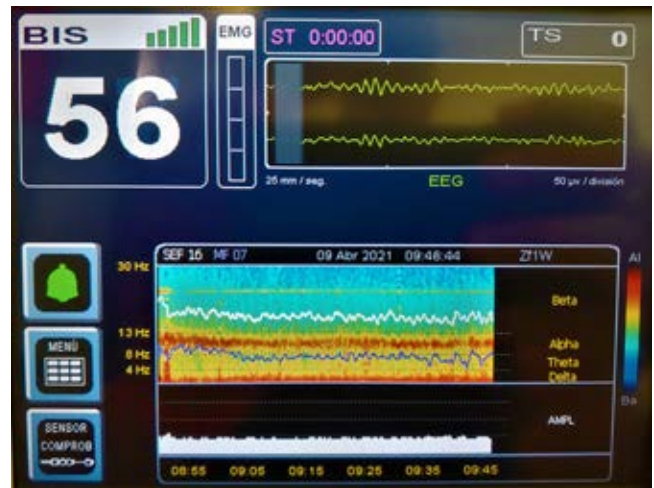 BIS
EMG
ST 0:00:00
TS 0
56
25 mm / seg.
EEG
50 µv / división
SEF 16 MF 07 09 Abr 2021 09:46:44
30 Hz
13 Hz
8 Hz
4 Hz
Beta
Alpha
Theta
Delta
AMPL
Al
Ba
MENÚ
SENSOR
COMPROB
08:55 09:05 09:15 09:25 09:35 09:45